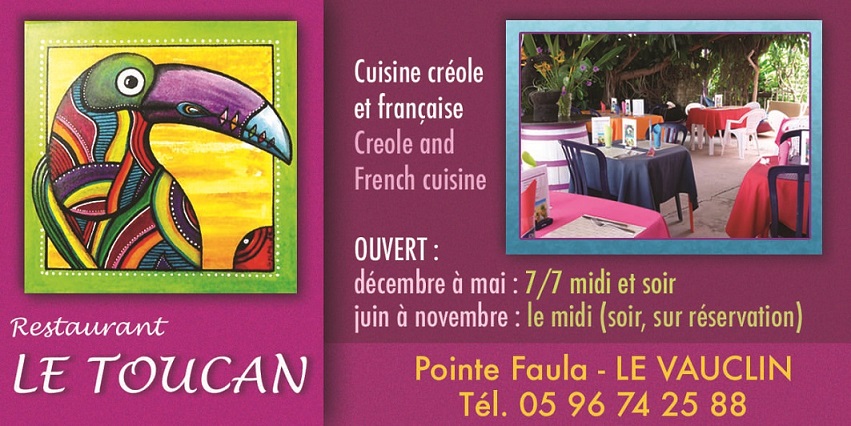 Restaurant
LE TOUCAN
Cuisine créole
et française
Creole and
French cuisine
OUVERT :
décembre à mai : 7/7 midi et soir
juin à novembre : le midi (soir, sur réservation)
Pointe Faula - LE VAUCLIN
Tél. 05 96 74 25 88